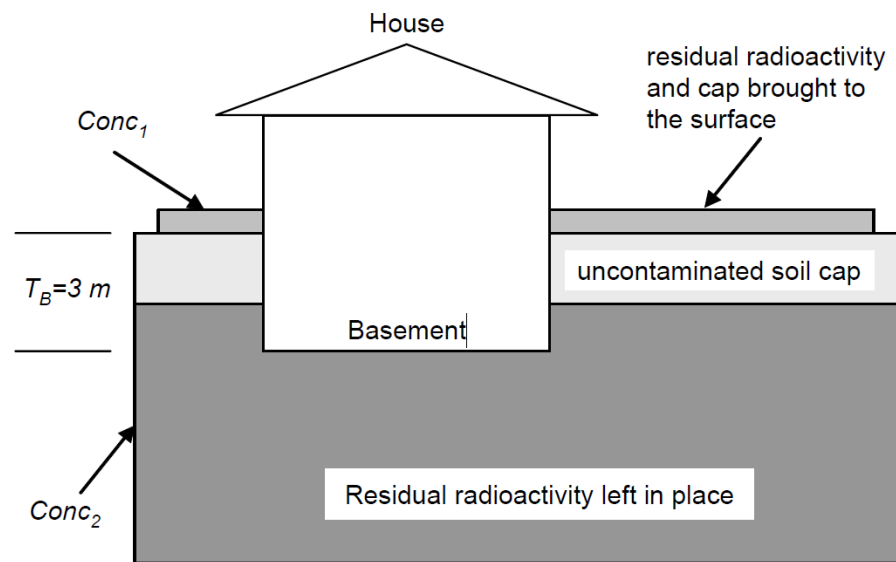 House
residual radioactivity
and cap brought to
the surface
Conc₁
T_B=3 m
uncontaminated soil cap
Basement
Residual radioactivity left in place
Conc₂